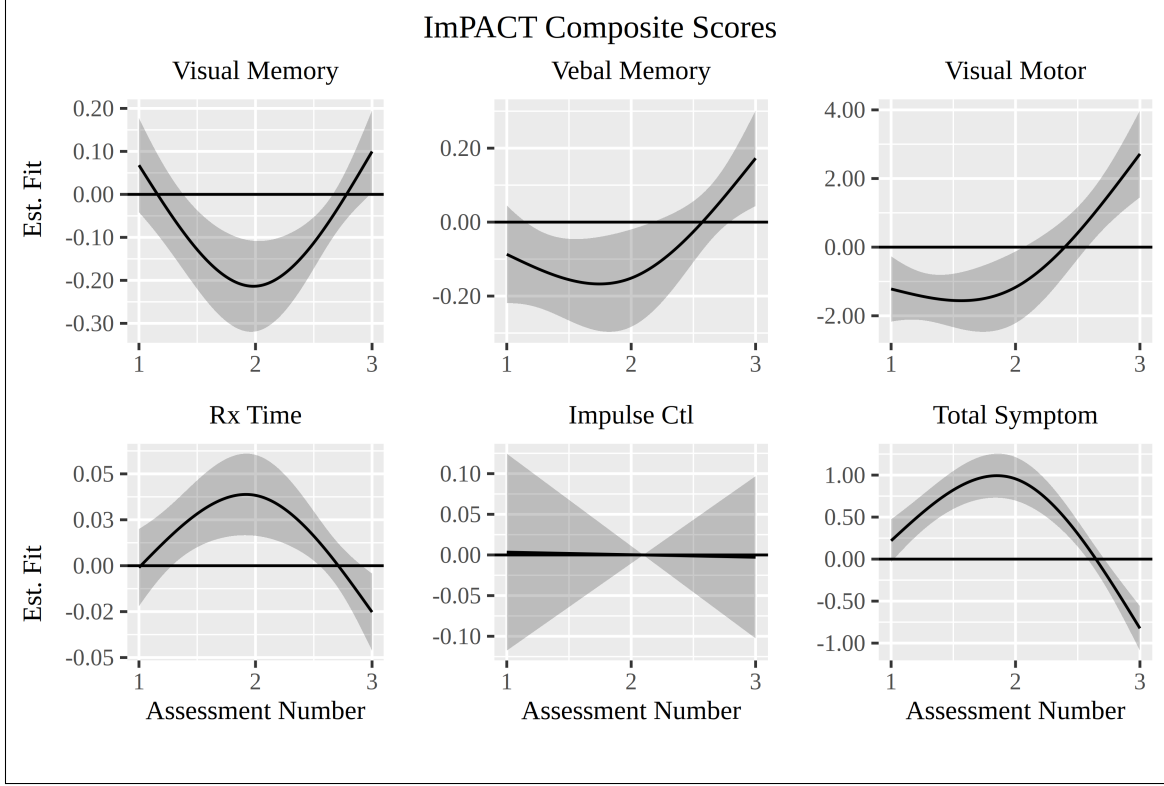 ImPACT Composite Scores
Visual Memory
Vebal Memory
Visual Motor
Est. Fit
0.20
0.10
0.00
-0.10
-0.20
-0.30
1 2 3
0.20
0.00
-0.20
1 2 3
4.00
2.00
0.00
-2.00
1 2 3
Rx Time
Impulse Ctl
Total Symptom
Est. Fit
0.05
0.03
0.00
-0.02
-0.05
1 2 3
Assessment Number
0.10
0.05
0.00
-0.05
-0.10
1 2 3
Assessment Number
1.00
0.50
0.00
-0.50
-1.00
1 2 3
Assessment Number